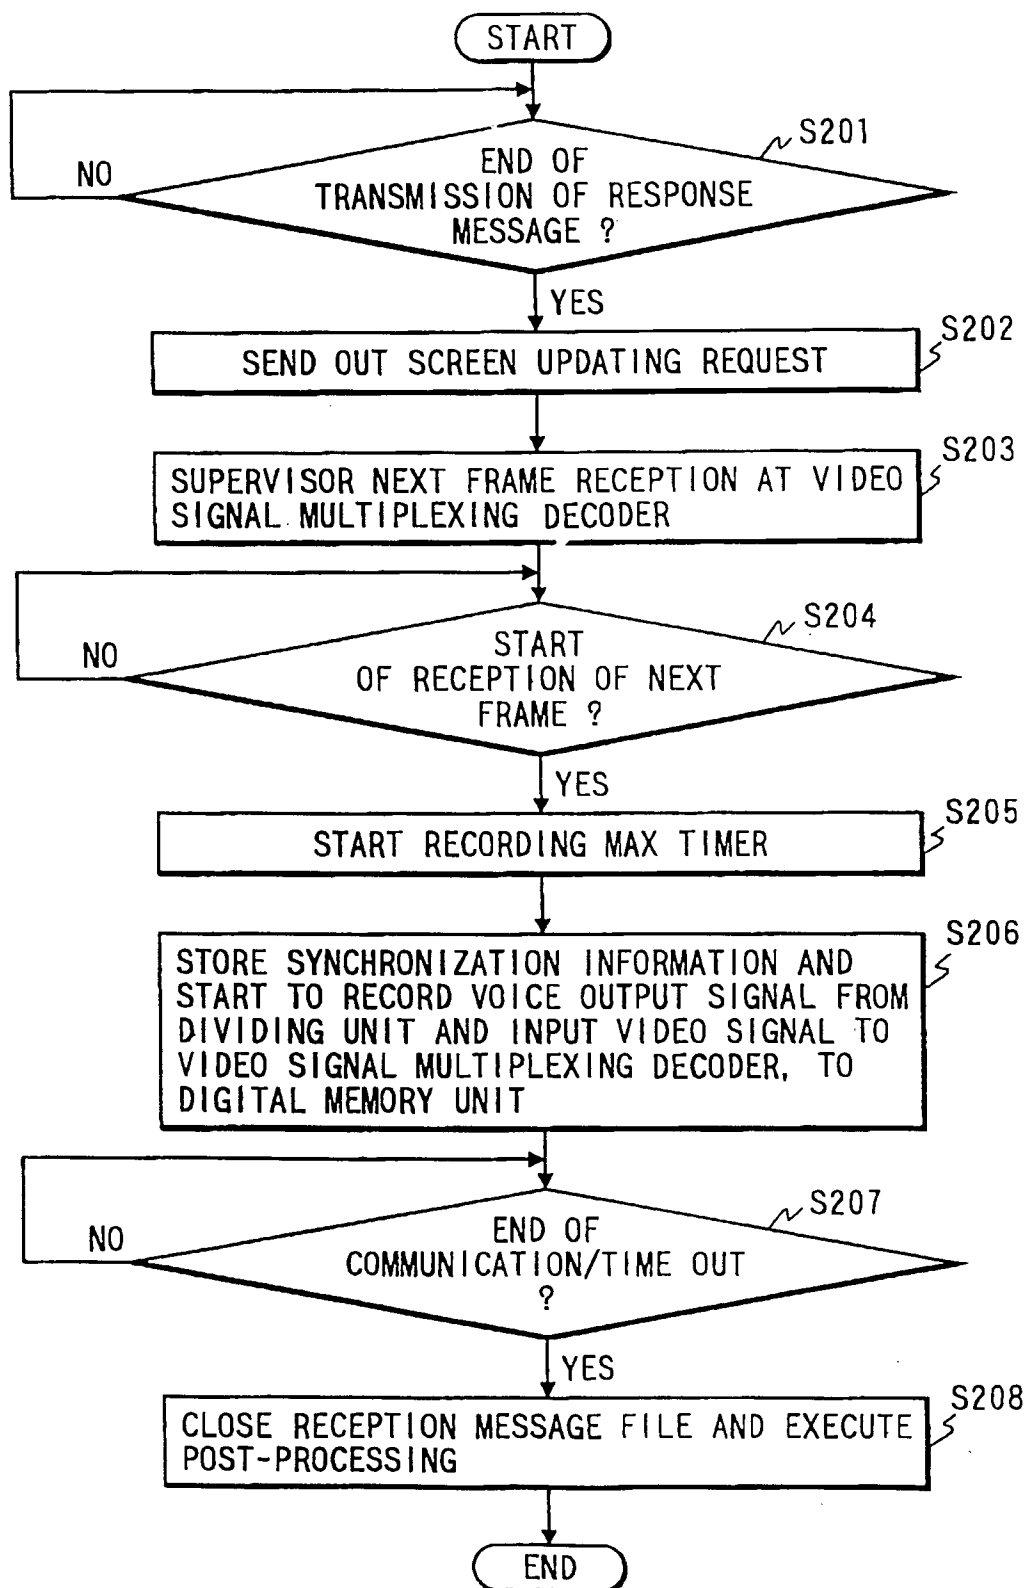 START
S201
END OF
TRANSMISSION OF RESPONSE
MESSAGE ?
NO
YES
S202
SEND OUT SCREEN UPDATING REQUEST
S203
SUPERVISOR NEXT FRAME RECEPTION AT VIDEO
SIGNAL MULTIPLEXING DECODER
S204
START
OF RECEPTION OF NEXT
FRAME ?
NO
YES
S205
START RECORDING MAX TIMER
S206
STORE SYNCHRONIZATION INFORMATION AND
START TO RECORD VOICE OUTPUT SIGNAL FROM
DIVIDING UNIT AND INPUT VIDEO SIGNAL TO
VIDEO SIGNAL MULTIPLEXING DECODER, TO
DIGITAL MEMORY UNIT
S207
END OF
COMMUNICATION/TIME OUT
?
NO
YES
S208
CLOSE RECEPTION MESSAGE FILE AND EXECUTE
POST-PROCESSING
END